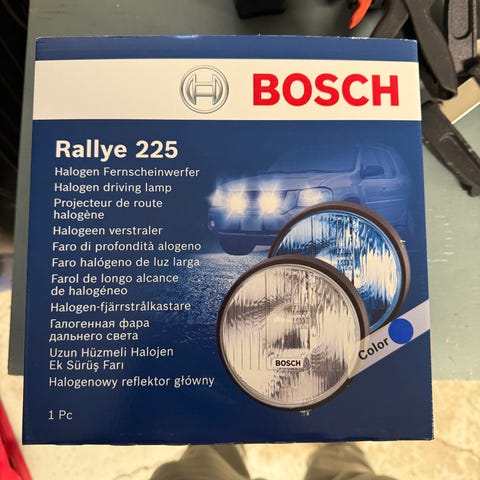 BOSCH
Rallye 225
Halogen Fernscheinwerfer
Halogen driving lamp
Projecteur de route
halogène
Halogeen verstraler
Faro di profondità alogeno
Faro halógeno de luz larga
Farol de longo alcance
de halogéneo
Halogen-fjärrstrålkastare
Галогенная фара
дальнего света
Uzun Hüzmeli Halojen
Ek Sürüş Farı
Halogenowy reflektor główny
1 Pc
BOSCH
Color